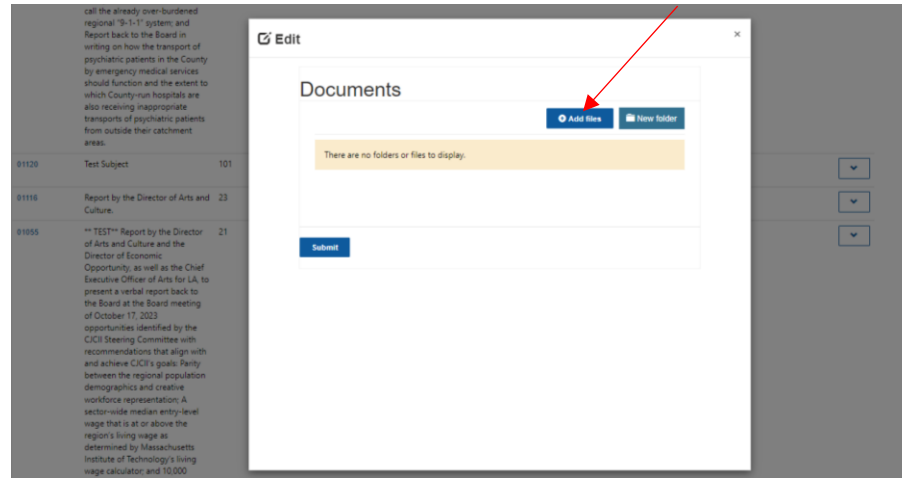 call the already over-burdened
regional "9-1-1" system; and
Report back to the Board in
writing on how the transport of
psychiatric patients in the County
by emergency medical services
should function and the extent to
which County-run hospitals are
also receiving inappropriate
transports of psychiatric patients
from outside their catchment
areas.
01120 Test Subject 101
01116 Report by the Director of Arts and 23
Culture.
01055 ** TEST** Report by the Director 21
of Arts and Culture and the
Director of Economic
Opportunity, as well as the Chief
Executive Officer of Arts for LA, to
present a verbal report back to
the Board at the Board meeting
of October 17, 2023
opportunities identified by the
CJCII Steering Committee with
recommendations that align with
and achieve CJCII's goals: Parity
between the regional population
demographics and creative
workforce representation; A
sector-wide median entry-level
wage that is at or above the
region's living wage as
determined by Massachusetts
Institute of Technology's living
wage calculator; and 10,000
Edit ×
Documents
Add files New folder
There are no folders or files to display.
Submit